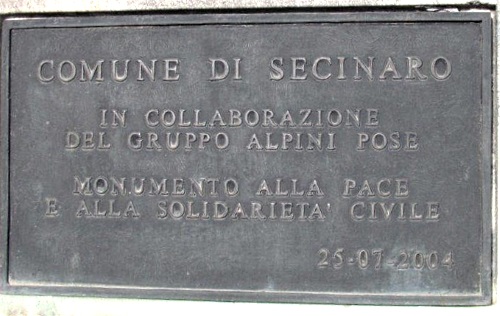 COMUNE DI SECINARO
IN COLLABORAZIONE
DEL GRUPPO ALPINI POSE
MONUMENTO ALLA PACE
E ALLA SOLIDARIETA' CIVILE
25-07-2004